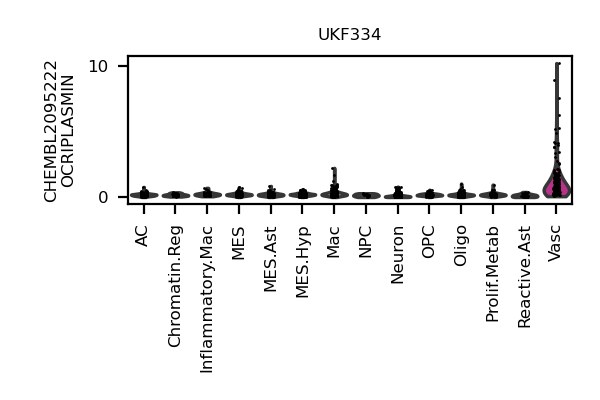 UKF334
CHEMBL2095222
OCRIPLASMIN
10
0
AC
Chromatin.Reg
Inflammatory.Mac
MES
MES.Ast
MES.Hyp
Mac
NPC
Neuron
OPC
Oligo
Prolif.Metab
Reactive.Ast
Vasc